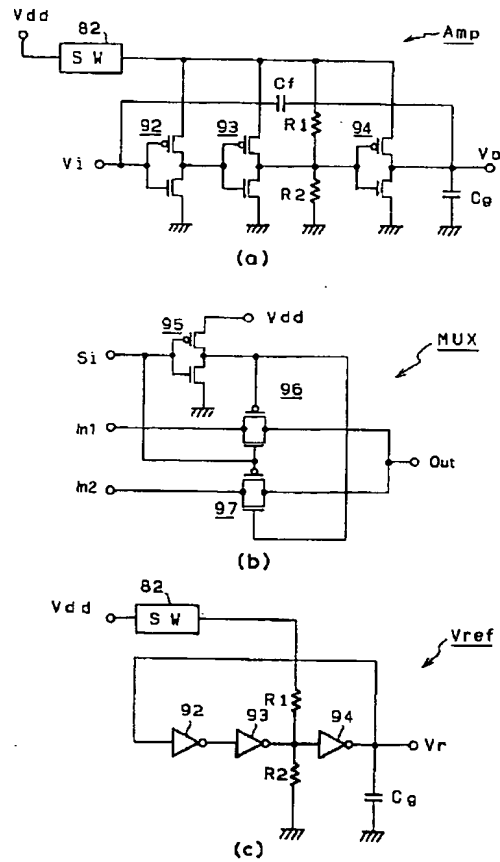 Vdd
82
SW
Amp
Cf
92
93
R1
94
Vi
Vo
R2
Cg
(a)
95
Vdd
MUX
Si
96
In1
Out
In2
97
(b)
82
Vdd
SW
Vref
R1
92
93
94
Vr
R2
Cg
(c)